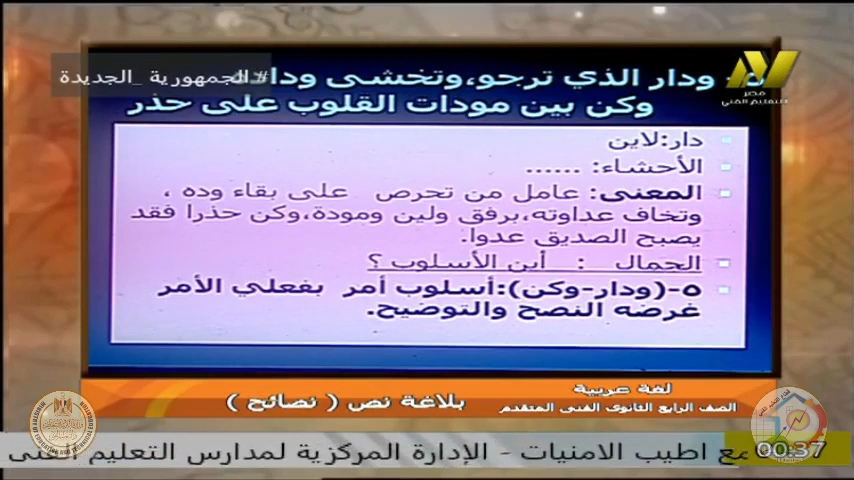 #الجمهورية_الجديدة
مصر
التعليم الفني
٥- ودار الذي ترجو،وتخشى وداده
وكن بين مودات القلوب على حذر
دار:لاين
الأحشاء: ......
المعنى: عامل من تحرص على بقاء وده ،
وتخاف عداوته،برفق ولين ومودة،وكن حذرا فقد
يصبح الصديق عدوا.
الجمال : أين الأسلوب ؟
٥-(ودار-وكن):أسلوب أمر بفعلي الأمر
غرضه النصح والتوضيح.
لغة عربية
الصف الرابع الثانوى الفنى المتقدم
بلاغة نص ( نصائح )
مع اطيب الامنيات - الإدارة المركزية لمدارس التعليم الفنى
00:37